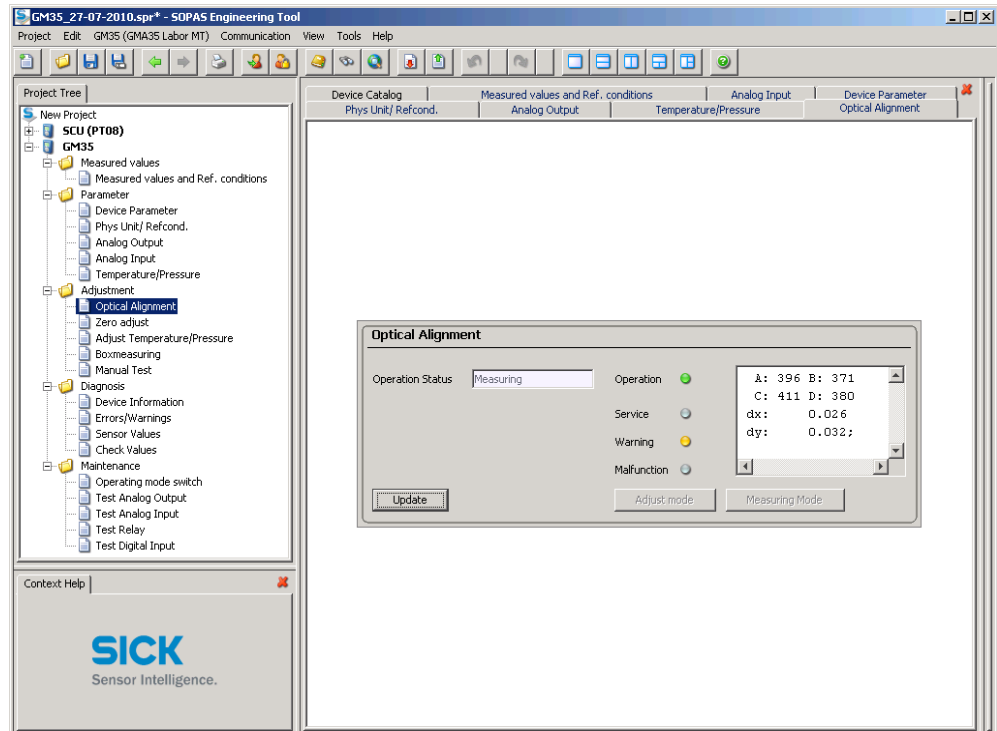 GM35_27-07-2010.spr* - SOPAS Engineering Tool
Project Edit GM35 (GMA35 Labor MT) Communication View Tools Help
Project Tree
New Project
SCU (PT08)
GM35
Measured values
Measured values and Ref. conditions
Parameter
Device Parameter
Phys Unit/ Refcond.
Analog Output
Analog Input
Temperature/Pressure
Adjustment
Optical Alignment
Zero adjust
Adjust Temperature/Pressure
Boxmeasuring
Manual Test
Diagnosis
Device Information
Errors/Warnings
Sensor Values
Check Values
Maintenance
Operating mode switch
Test Analog Output
Test Analog Input
Test Relay
Test Digital Input
Context Help
SICK
Sensor Intelligence.
Device Catalog Measured values and Ref. conditions Analog Input Device Parameter
Phys Unit/ Refcond. Analog Output Temperature/Pressure Optical Alignment
Optical Alignment
Operation Status Measuring
Operation
Service
Warning
Malfunction
A: 396 B: 371
C: 411 D: 380
dx: 0.026
dy: 0.032;
Update
Adjust mode
Measuring Mode